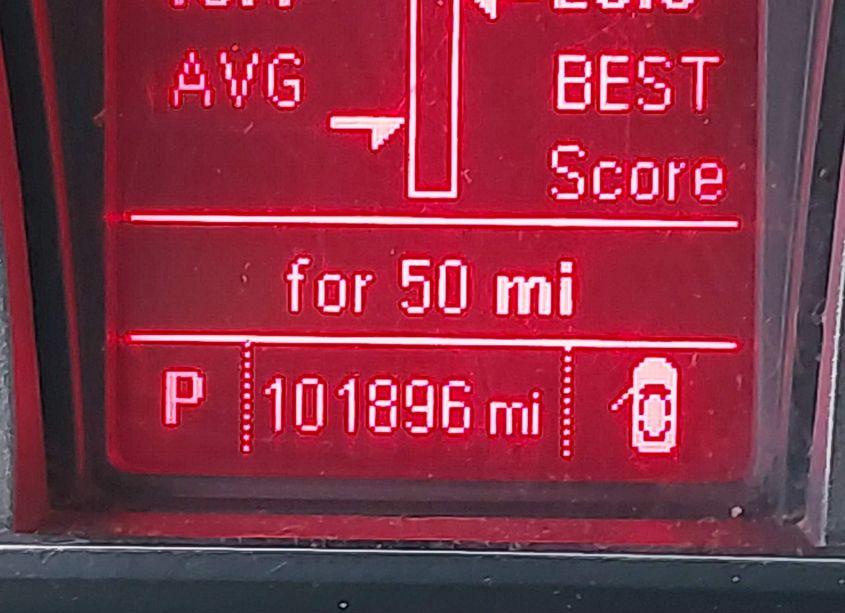 AVG
BEST
Score
for 50 mi
P 101896 mi